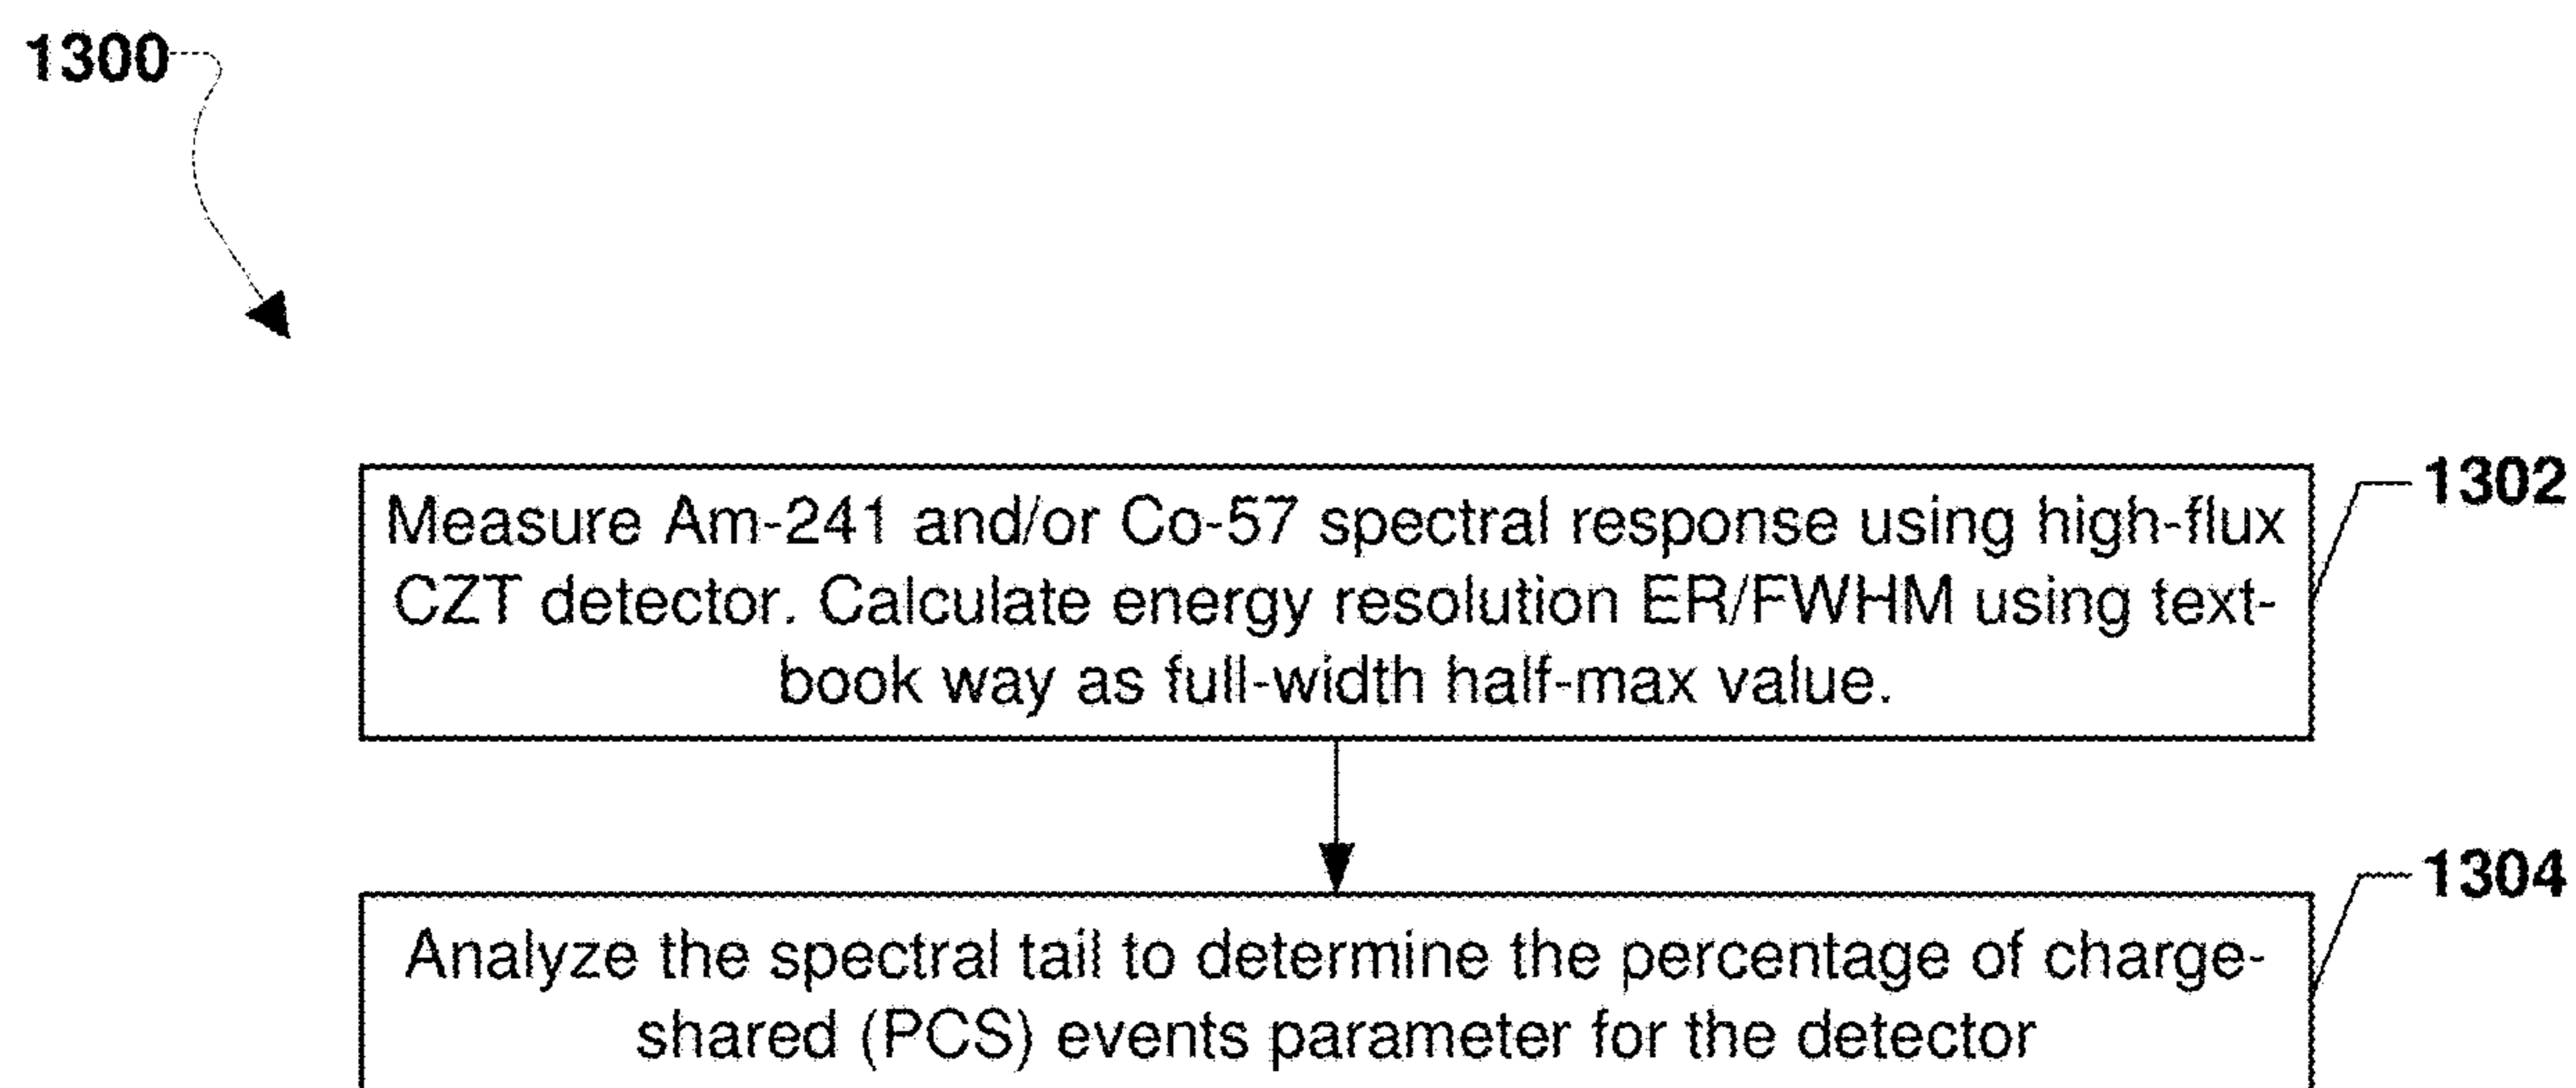 1300
1302
Measure Am-241 and/or Co-57 spectral response using high-flux
CZT detector. Calculate energy resolution ER/FWHM using text-
book way as full-width half-max value.
1304
Analyze the spectral tail to determine the percentage of charge-
shared (PCS) events parameter for the detector